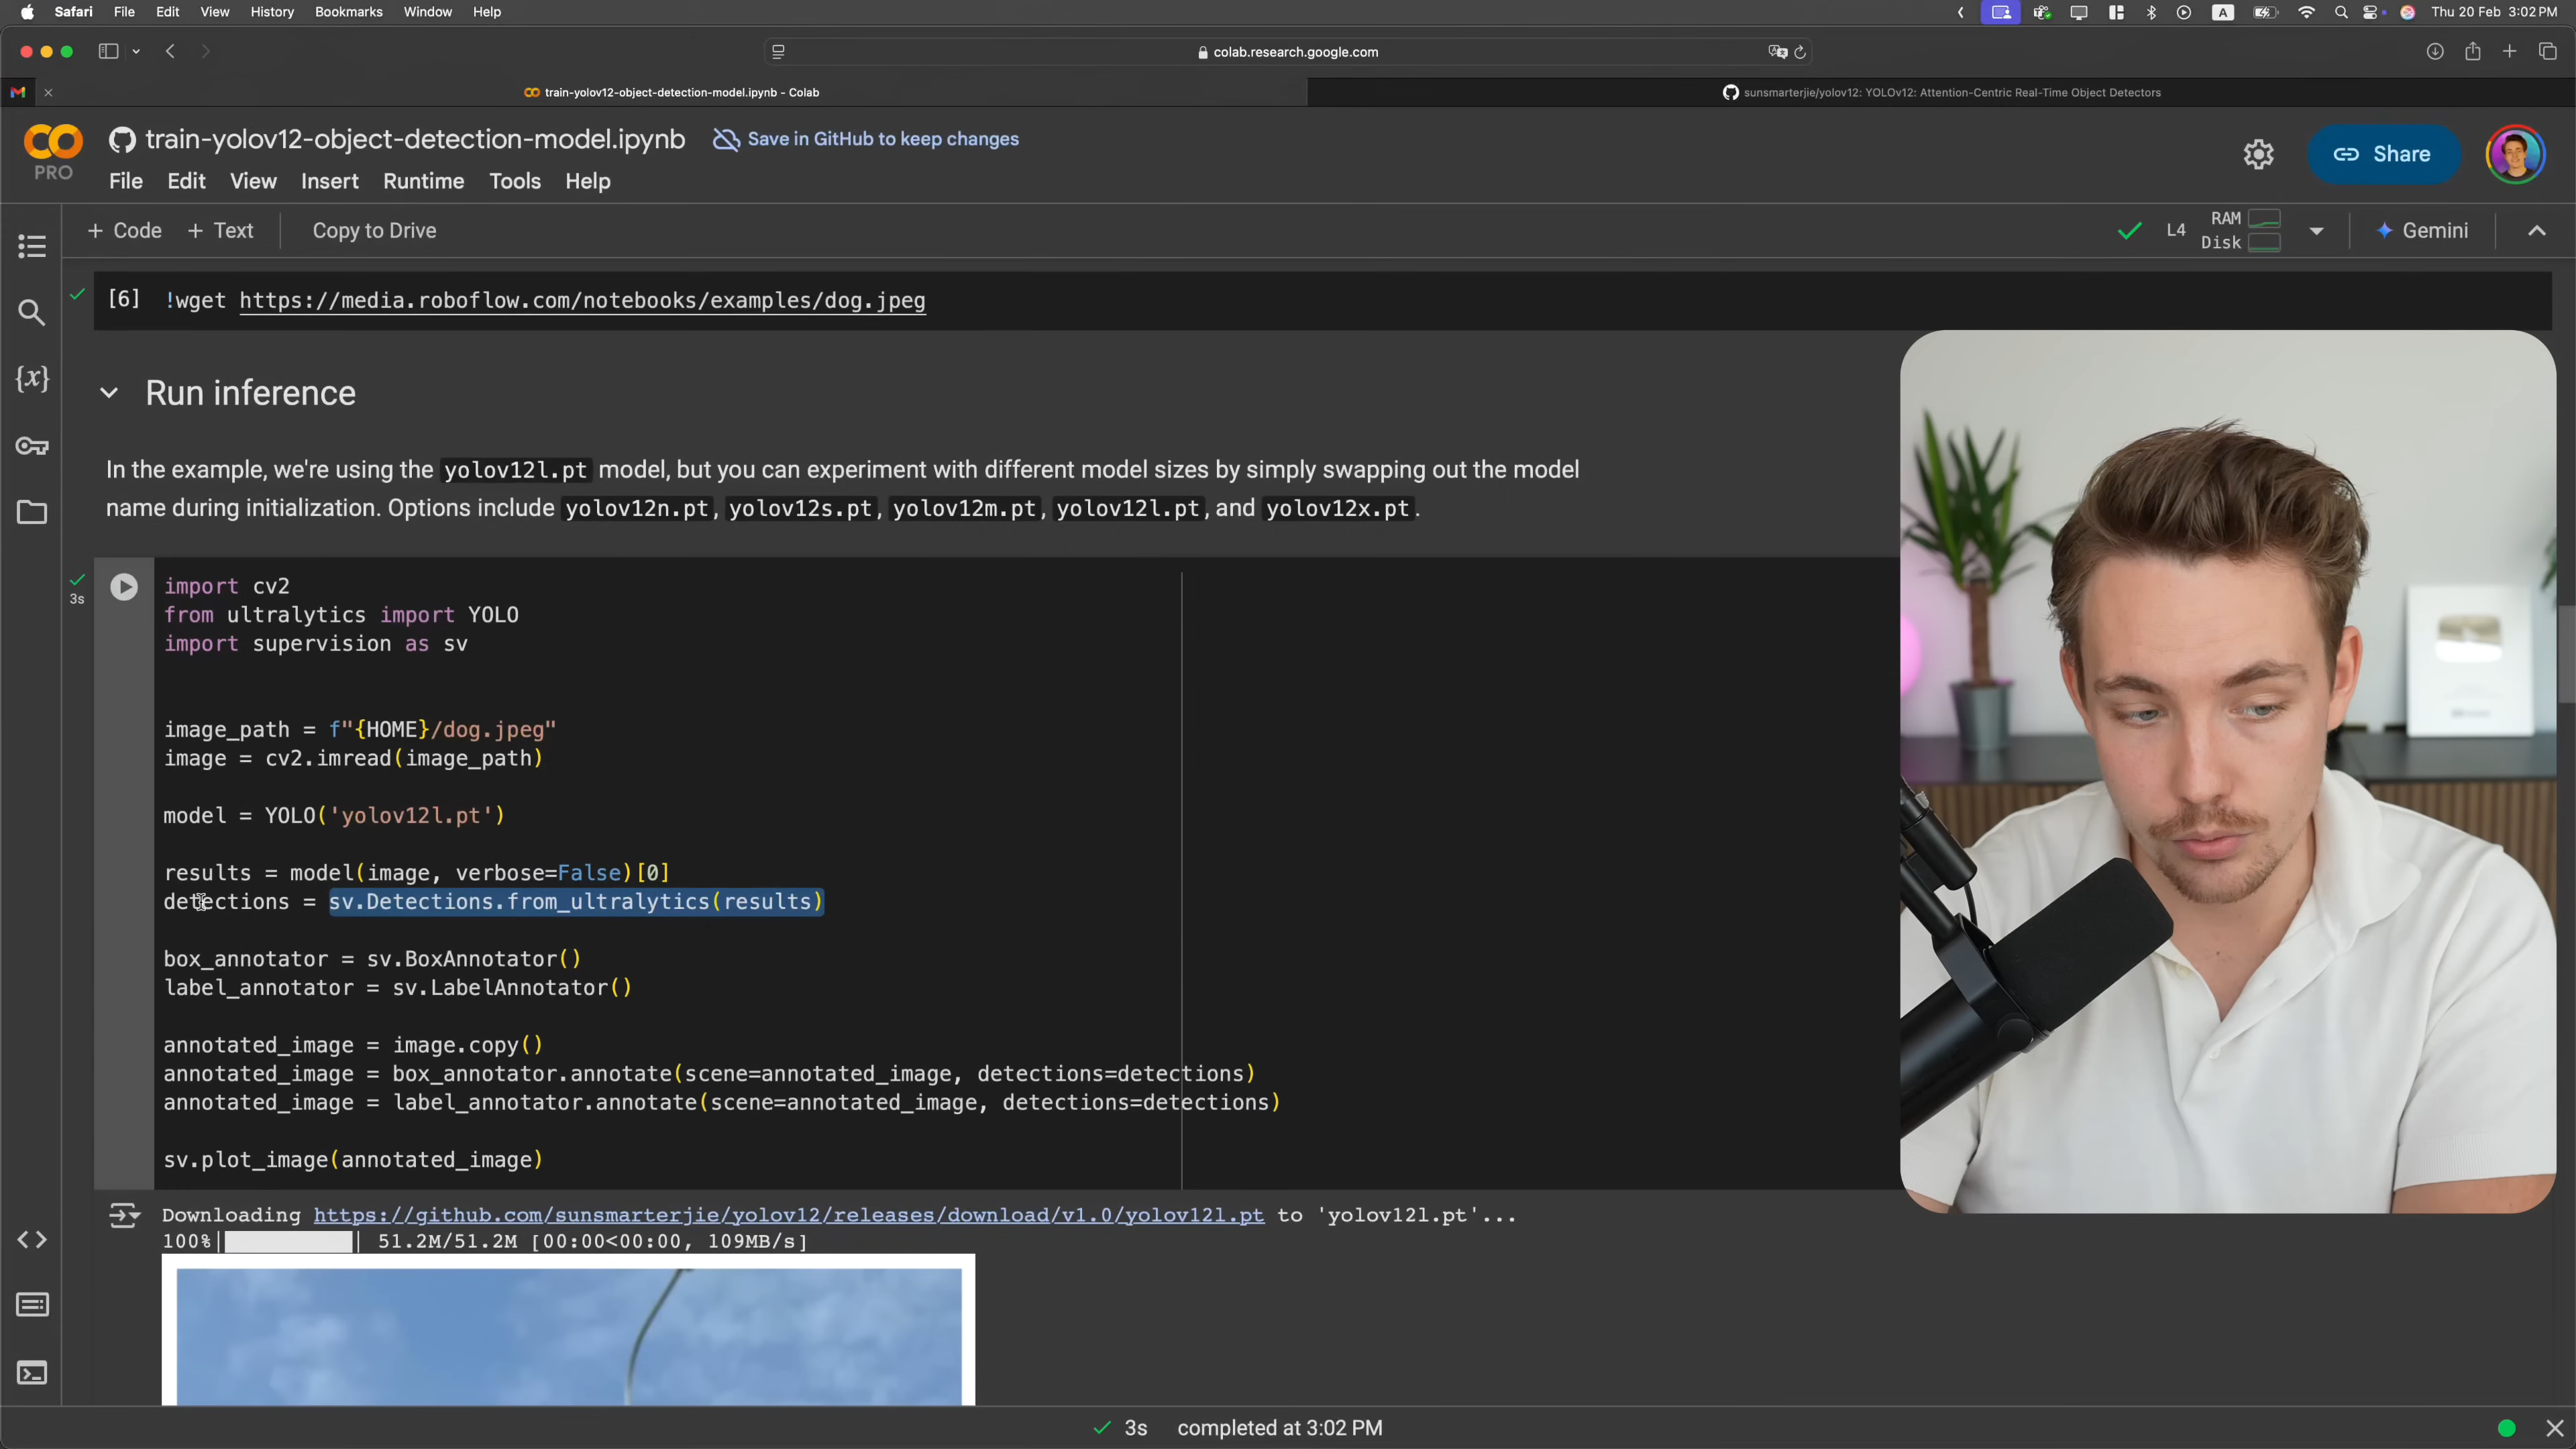 Safari File Edit View History Bookmarks Window Help
A
Thu 20 Feb 3:02 PM
colab.research.google.com
train-yolov12-object-detection-model.ipynb - Colab
sunsmarterjie/yolov12: YOLOv12: Attention-Centric Real-Time Object Detectors
PRO
train-yolov12-object-detection-model.ipynb
Save in GitHub to keep changes
Share
File Edit View Insert Runtime Tools Help
+ Code + Text Copy to Drive
L4 RAM
Disk
Gemini
[6] !wget https://media.roboflow.com/notebooks/examples/dog.jpeg
{x}
Run inference
In the example, we're using the yolov12l.pt model, but you can experiment with different model sizes by simply swapping out the model
name during initialization. Options include yolov12n.pt, yolov12s.pt, yolov12m.pt, yolov12l.pt, and yolov12x.pt.
3s
import cv2
from ultralytics import YOLO
import supervision as sv
image_path = f"{HOME}/dog.jpeg"
image = cv2.imread(image_path)
model = YOLO('yolov12l.pt')
results = model(image, verbose=False)[0]
detections = sv.Detections.from_ultralytics(results)
box_annotator = sv.BoxAnnotator()
label_annotator = sv.LabelAnnotator()
annotated_image = image.copy()
annotated_image = box_annotator.annotate(scene=annotated_image, detections=detections)
annotated_image = label_annotator.annotate(scene=annotated_image, detections=detections)
sv.plot_image(annotated_image)
Downloading https://github.com/sunsmarterjie/yolov12/releases/download/v1.0/yolov12l.pt to 'yolov12l.pt'...
100%| | 51.2M/51.2M [00:00<00:00, 109MB/s]
3s completed at 3:02 PM